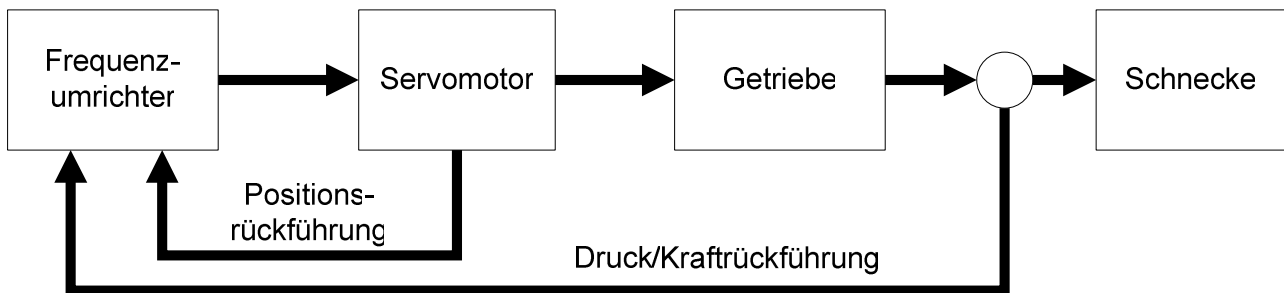 Frequenz-
umrichter
Servomotor
Getriebe
Schnecke
Positions-
rückführung
Druck/Kraftrückführung